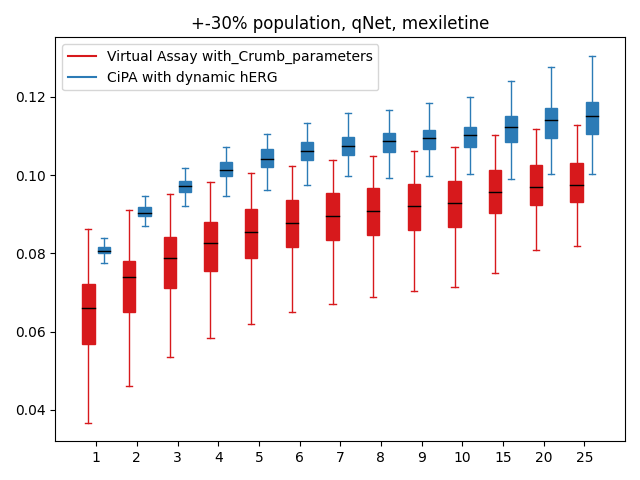 +-30% population, qNet, mexiletine
Virtual Assay with_Crumb_parameters
CiPA with dynamic hERG
0.12
0.10
0.08
0.06
0.04
1 2 3 4 5 6 7 8 9 10 15 20 25